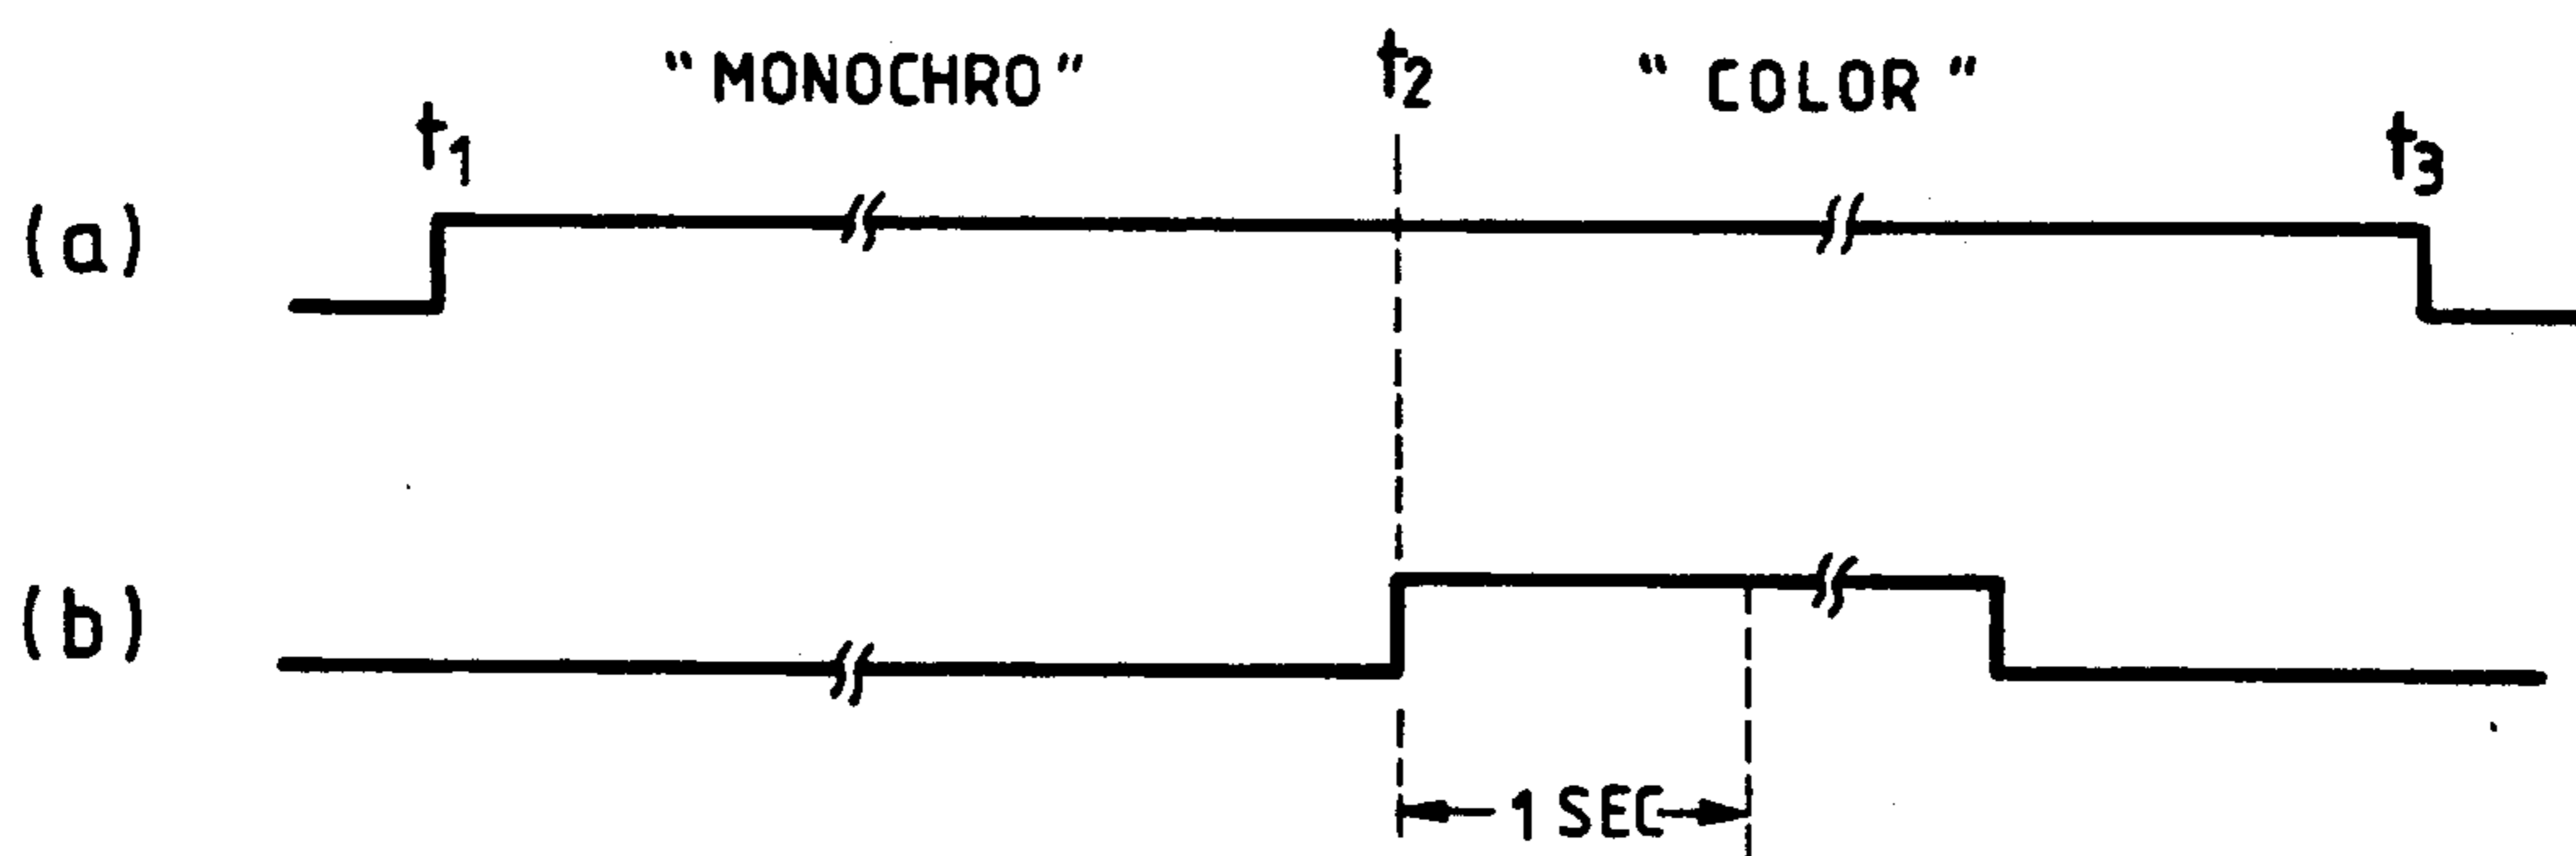 "MONOCHRO" t2 "COLOR"
t1 t3
(a)
(b)
1 SEC